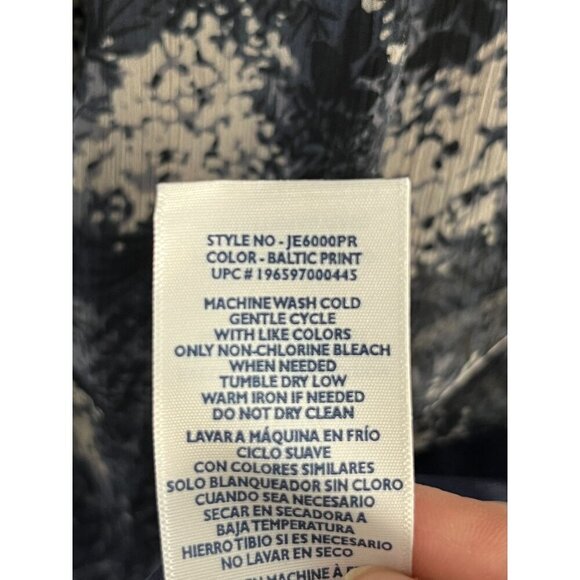 STYLE NO - JE6000PR
COLOR - BALTIC PRINT
UPC # 196597000445
MACHINE WASH COLD
GENTLE CYCLE
WITH LIKE COLORS
ONLY NON-CHLORINE BLEACH
WHEN NEEDED
TUMBLE DRY LOW
WARM IRON IF NEEDED
DO NOT DRY CLEAN
LAVAR A MÁQUINA EN FRÍO
CICLO SUAVE
CON COLORES SIMILARES
SOLO BLANQUEADOR SIN CLORO
CUANDO SEA NECESARIO
SECAR EN SECADORA A
BAJA TEMPERATURA
HIERRO TIBIO SI ES NECESARIO
NO LAVAR EN SECO
EN MACHINE À